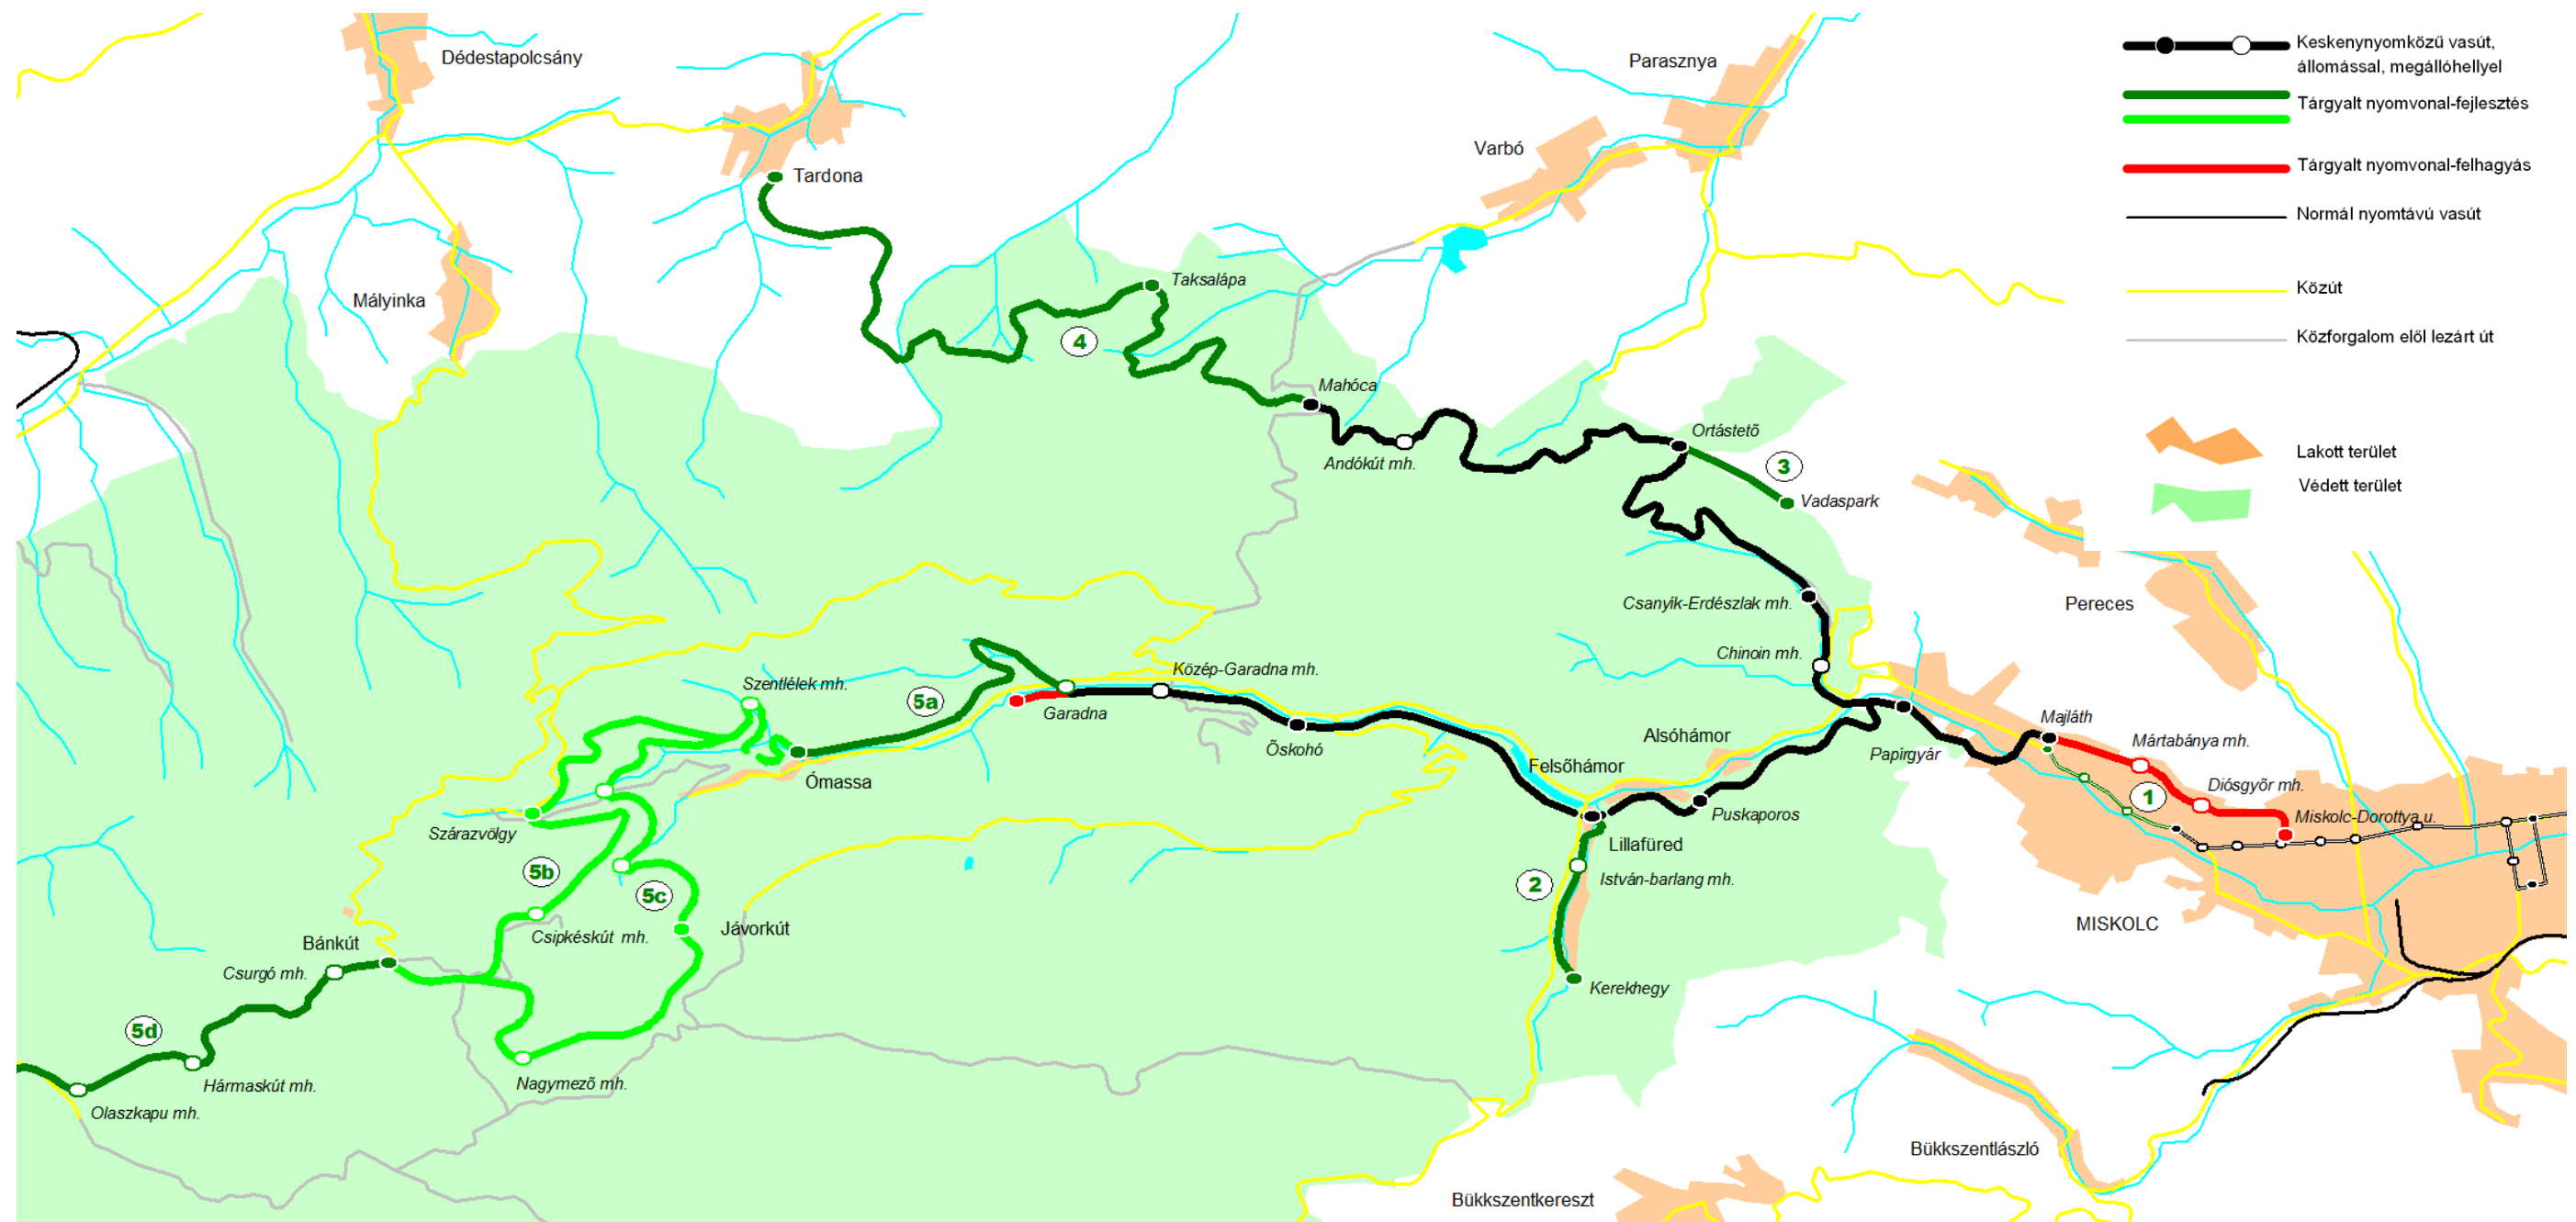 Dédestapolcsány
Tardona
Mályinka
Parasznya
Varbó
Taksalápa
4
Mahóca
Andókút mh.
Ortástető
3
Vadaspark
Csanyik-Erdészlak mh.
Chinoin mh.
Pereces
Majláth
Mártabánya mh.
Papírgyár
Diósgyőr mh.
1
Miskolc-Dorottya u.
MISKOLC
Szentlélek mh.
5a
Garadna
Közép-Garadna mh.
Őskohó
Alsóhámor
Felsőhámor
Puskaporos
Lillafüred
2
István-barlang mh.
Kerekhegy
Ómassa
Szárazvölgy
5b
5c
Csipkéskút mh.
Jávorkút
Bánkút
Csurgó mh.
5d
Hármaskút mh.
Olaszkapu mh.
Nagymező mh.
Bükkszentlászló
Bükkszentkereszt
Keskenynyomközű vasút,
állomással, megállóhellyel
Tárgyalt nyomvonal-fejlesztés
Tárgyalt nyomvonal-felhagyás
Normál nyomtávú vasút
Közút
Közforgalom elől lezárt út
Lakott terület
Védett terület